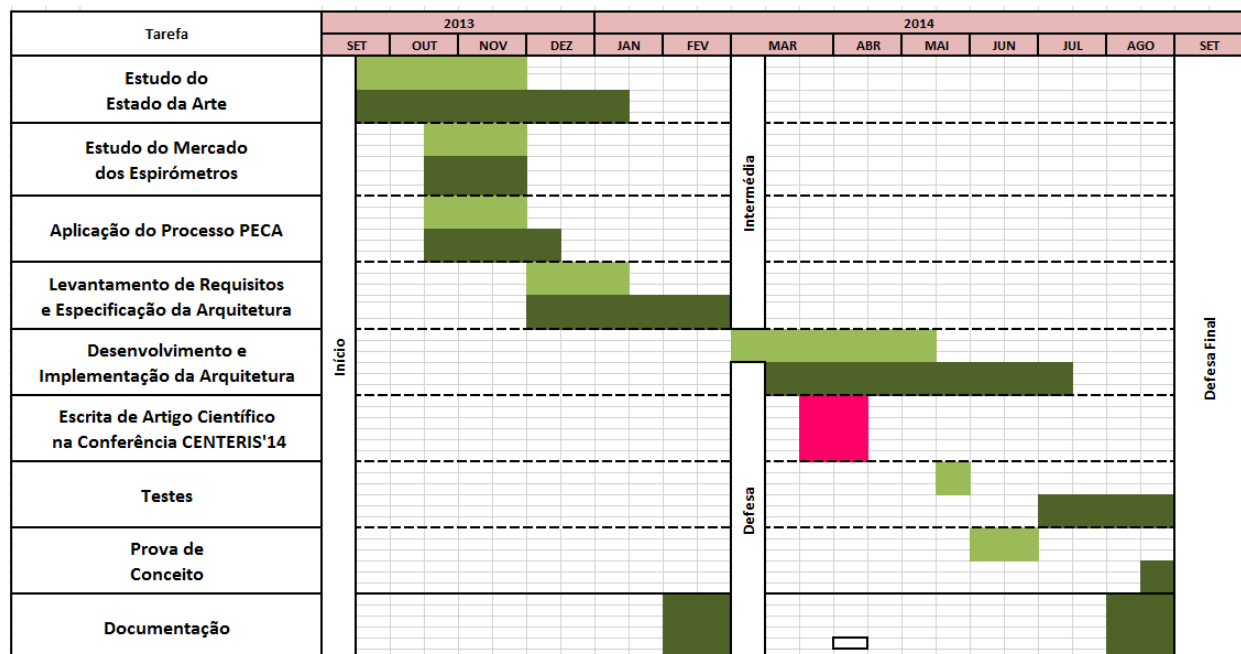 Tarefa
2013
2014
SET
OUT
NOV
DEZ
JAN
FEV
MAR
ABR
MAI
JUN
JUL
AGO
SET
Estudo do
Estado da Arte
Estudo do Mercado
dos Espirómetros
Aplicação do Processo PECA
Levantamento de Requisitos
e Especificação da Arquitetura
Desenvolvimento e
Implementação da Arquitetura
Escrita de Artigo Científico
na Conferência CENTERIS'14
Testes
Prova de
Conceito
Documentação
Início
Defesa
Intermédia
Defesa Final